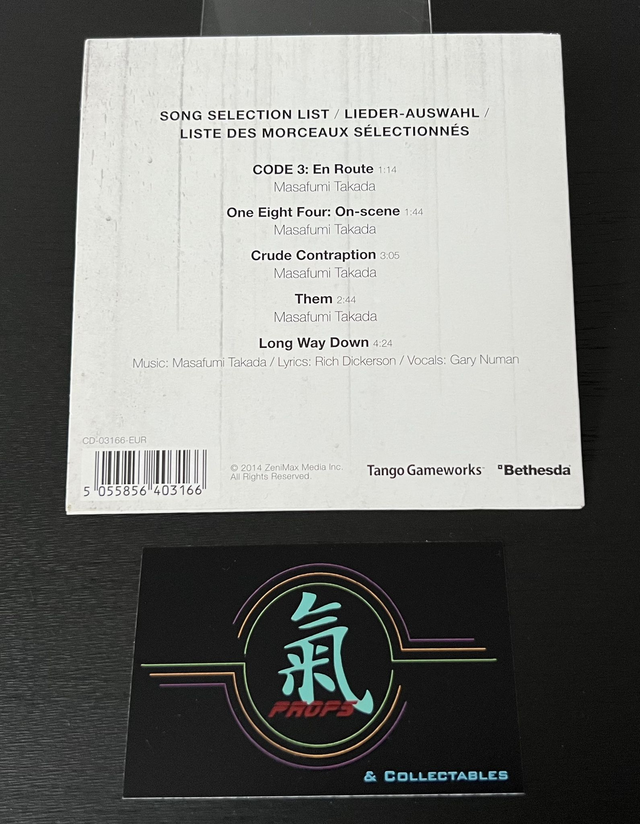 SONG SELECTION LIST / LIEDER-AUSWAHL /
LISTE DES MORCEAUX SÉLECTIONNÉS
CODE 3: En Route 1:14
Masafumi Takada
One Eight Four: On-scene 1:44
Masafumi Takada
Crude Contraption 3:05
Masafumi Takada
Them 2:44
Masafumi Takada
Long Way Down 4:24
Music: Masafumi Takada / Lyrics: Rich Dickerson / Vocals: Gary Numan
CD-03166-EUR
5 055856 403166
© 2014 ZeniMax Media Inc.
All Rights Reserved.
Tango Gameworks™
Bethesda
氣
PROPS
& COLLECTABLES